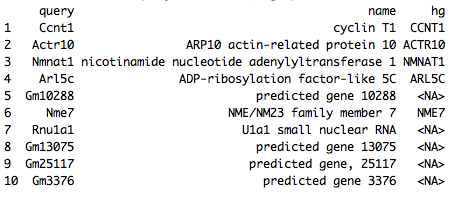 query name hg
1 Ccnt1 cyclin T1 CCNT1
2 Actr10 ARP10 actin-related protein 10 ACTR10
3 Nmnat1 nicotinamide nucleotide adenylyltransferase 1 NMNAT1
4 Arl5c ADP-ribosylation factor-like 5C ARL5C
5 Gm10288 predicted gene 10288 <NA>
6 Nme7 NME/NM23 family member 7 NME7
7 Rnu1a1 U1a1 small nuclear RNA <NA>
8 Gm13075 predicted gene 13075 <NA>
9 Gm25117 predicted gene, 25117 <NA>
10 Gm3376 predicted gene 3376 <NA>